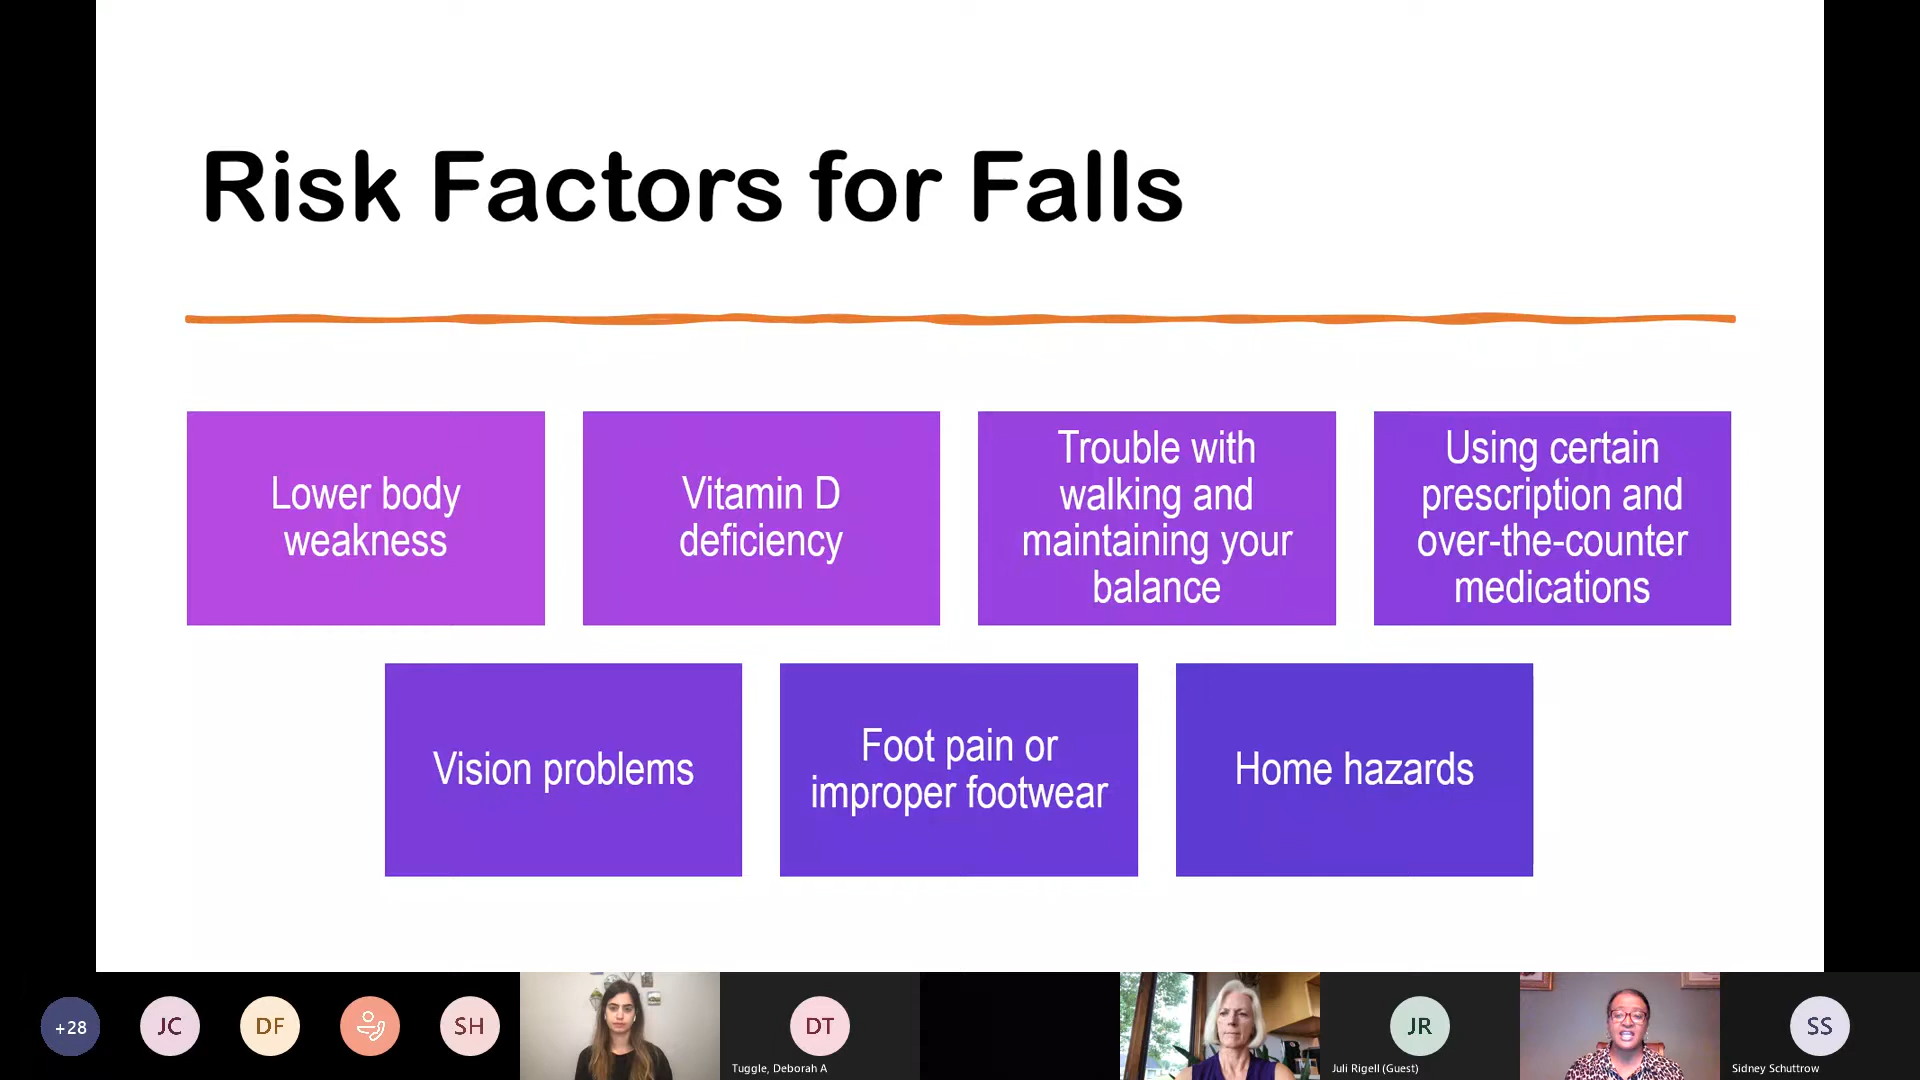 Risk Factors for Falls
Lower body
weakness
Vitamin D
deficiency
Trouble with
walking and
maintaining your
balance
Using certain
prescription and
over-the-counter
medications
Vision problems
Foot pain or
improper footwear
Home hazards
+28
JC
DF
SH
DT
Tuggle, Deborah A
JR
Juli Rigell (Guest)
SS
Sidney Schuttrow